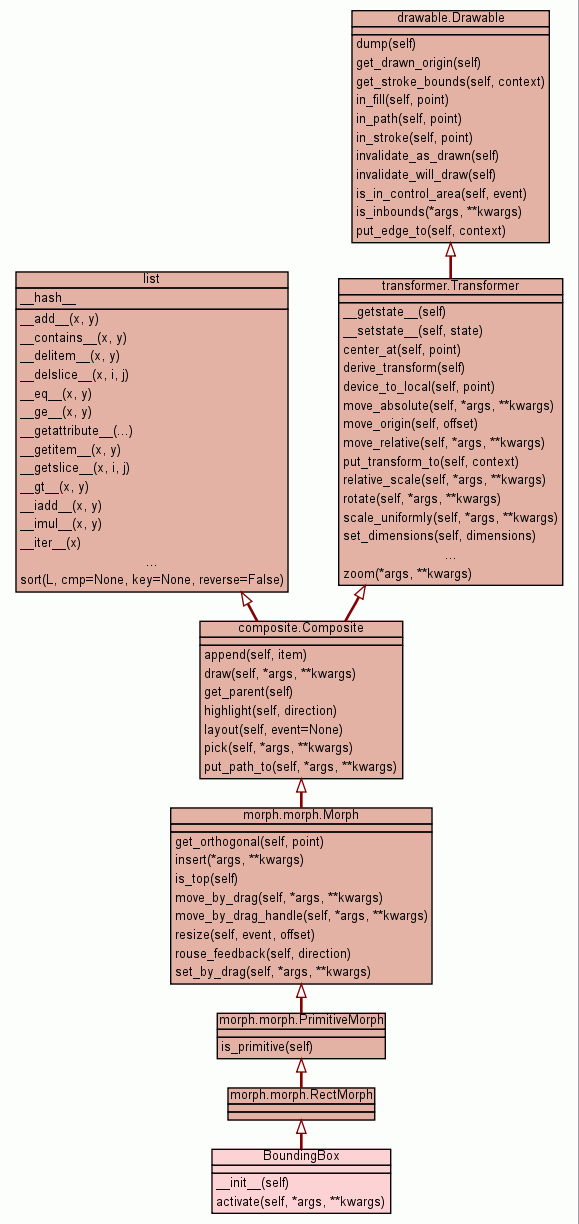 drawable.Drawable
dump(self)
get_drawn_origin(self)
get_stroke_bounds(self, context)
in_fill(self, point)
in_path(self, point)
in_stroke(self, point)
invalidate_as_drawn(self)
invalidate_will_draw(self)
is_in_control_area(self, event)
is_inbounds(*args, **kwargs)
put_edge_to(self, context)
list
__hash__
__add__(x, y)
__contains__(x, y)
__delitem__(x, y)
__delslice__(x, i, j)
__eq__(x, y)
__ge__(x, y)
__getattribute__(...)
__getitem__(x, y)
__getslice__(x, i, j)
__gt__(x, y)
__iadd__(x, y)
__imul__(x, y)
__iter__(x)
...
sort(L, cmp=None, key=None, reverse=False)
transformer.Transformer
__getstate__(self)
__setstate__(self, state)
center_at(self, point)
derive_transform(self)
device_to_local(self, point)
move_absolute(self, *args, **kwargs)
move_origin(self, offset)
move_relative(self, *args, **kwargs)
put_transform_to(self, context)
relative_scale(self, *args, **kwargs)
rotate(self, *args, **kwargs)
scale_uniformly(self, *args, **kwargs)
set_dimensions(self, dimensions)
...
zoom(*args, **kwargs)
composite.Composite
append(self, item)
draw(self, *args, **kwargs)
get_parent(self)
highlight(self, direction)
layout(self, event=None)
pick(self, *args, **kwargs)
put_path_to(self, *args, **kwargs)
morph.morph.Morph
get_orthogonal(self, point)
insert(*args, **kwargs)
is_top(self)
move_by_drag(self, *args, **kwargs)
move_by_drag_handle(self, *args, **kwargs)
resize(self, event, offset)
rouse_feedback(self, direction)
set_by_drag(self, *args, **kwargs)
morph.morph.PrimitiveMorph
is_primitive(self)
morph.morph.RectMorph
BoundingBox
__init__(self)
activate(self, *args, **kwargs)